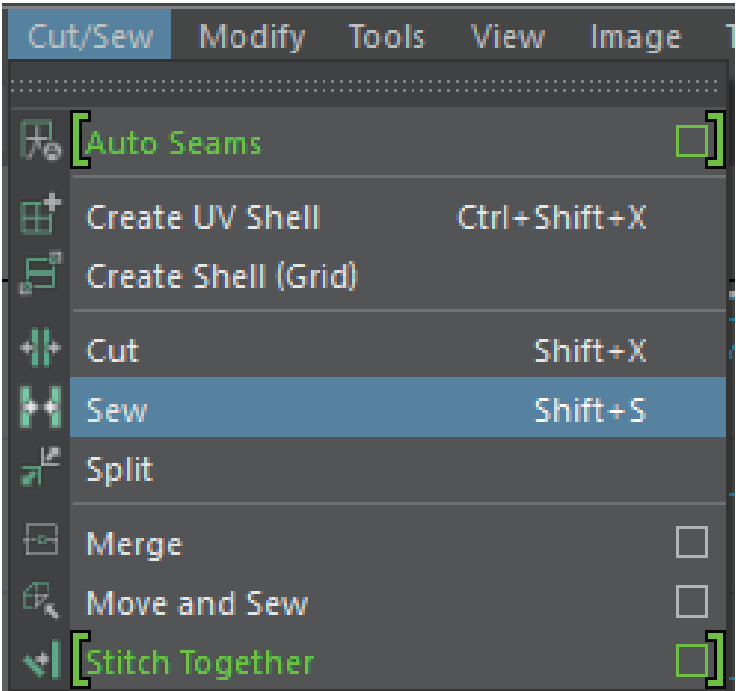 Cut/Sew Modify Tools View Image
Auto Seams
Create UV Shell Ctrl+Shift+X
Create Shell (Grid)
Cut Shift+X
Sew Shift+S
Split
Merge
Move and Sew
Stitch Together